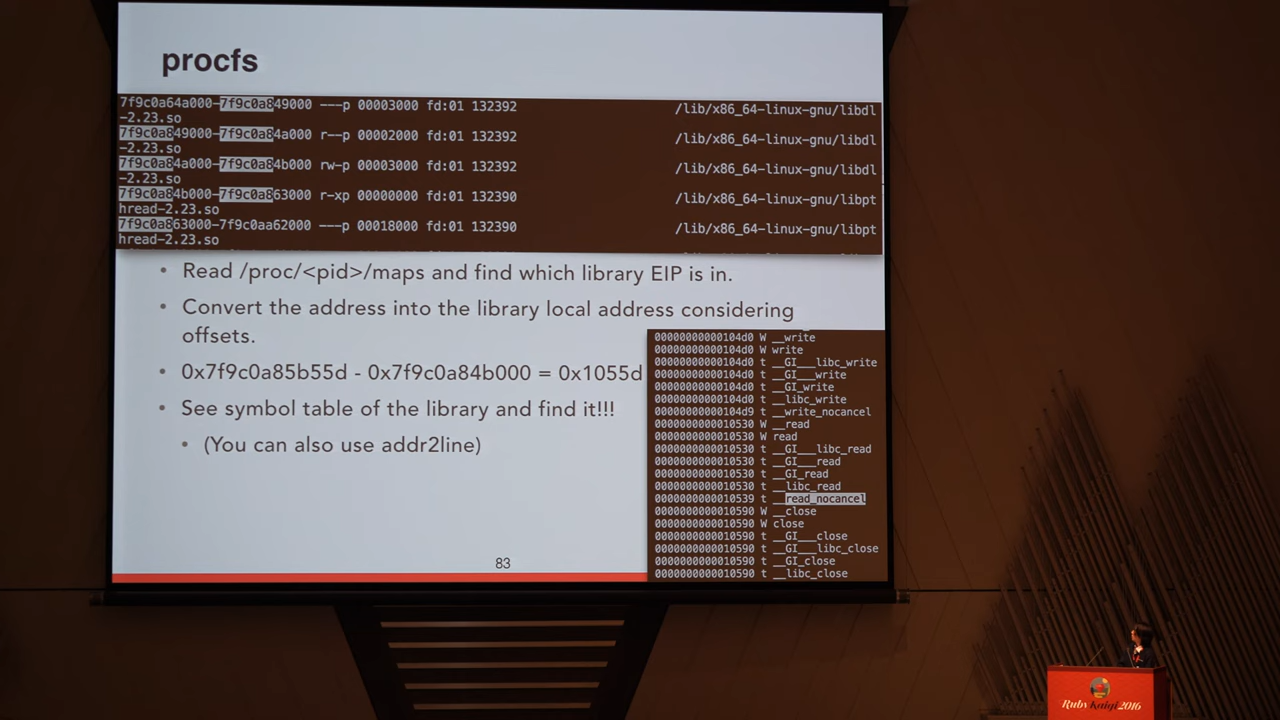 procfs
7f9c0a64a000-7f9c0a849000 ---p 00003000 fd:01 132392 /lib/x86_64-linux-gnu/libdl
-2.23.so
7f9c0a849000-7f9c0a84a000 r--p 00002000 fd:01 132392 /lib/x86_64-linux-gnu/libdl
-2.23.so
7f9c0a84a000-7f9c0a84b000 rw-p 00003000 fd:01 132392 /lib/x86_64-linux-gnu/libdl
-2.23.so
7f9c0a84b000-7f9c0a863000 r-xp 00000000 fd:01 132390 /lib/x86_64-linux-gnu/libpt
hread-2.23.so
7f9c0a863000-7f9c0aa62000 ---p 00018000 fd:01 132390 /lib/x86_64-linux-gnu/libpt
hread-2.23.so
• Read /proc/<pid>/maps and find which library EIP is in.
• Convert the address into the library local address considering
offsets.
• 0x7f9c0a85b55d - 0x7f9c0a84b000 = 0x1055d
• See symbol table of the library and find it!!!
• (You can also use addr2line)
00000000000104d0 W __write
00000000000104d0 W write
00000000000104d0 t __GI___libc_write
00000000000104d0 t __GI___write
00000000000104d0 t __GI_write
00000000000104d0 t __libc_write
00000000000104d9 t __write_nocancel
0000000000010530 W __read
0000000000010530 W read
0000000000010530 t __GI___libc_read
0000000000010530 t __GI___read
0000000000010530 t __GI_read
0000000000010530 t __libc_read
0000000000010539 t __read_nocancel
0000000000010590 W __close
0000000000010590 W close
0000000000010590 t __GI___close
0000000000010590 t __GI___libc_close
0000000000010590 t __GI_close
0000000000010590 t __libc_close
83
RubyKaigi 2016